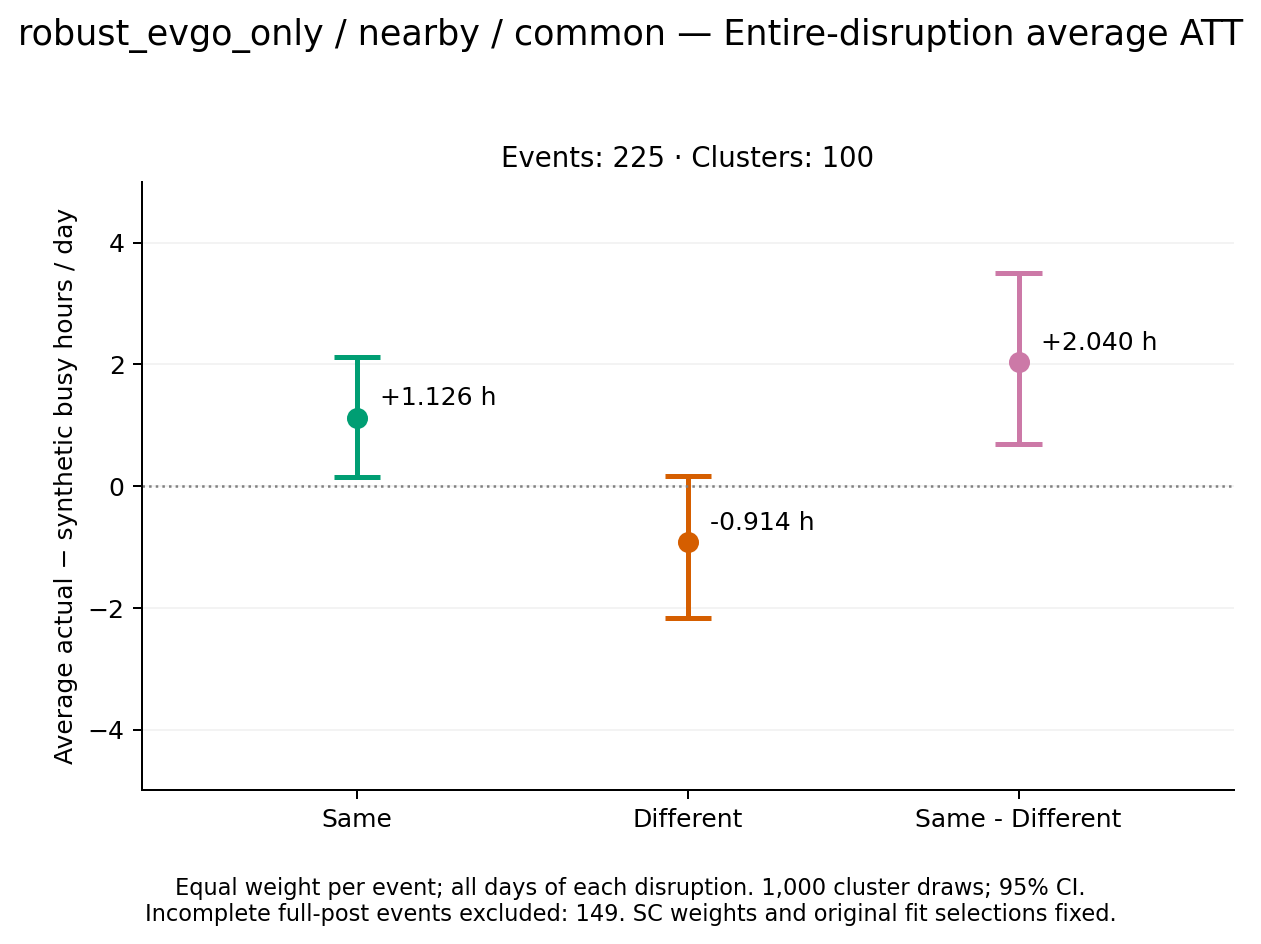 robust_evgo_only / nearby / common — Entire-disruption average ATT
Events: 225 · Clusters: 100
Average actual − synthetic busy hours / day
4
2
0
−2
−4
+1.126 h
-0.914 h
+2.040 h
Same
Different
Same - Different
Equal weight per event; all days of each disruption. 1,000 cluster draws; 95% CI.
Incomplete full-post events excluded: 149. SC weights and original fit selections fixed.